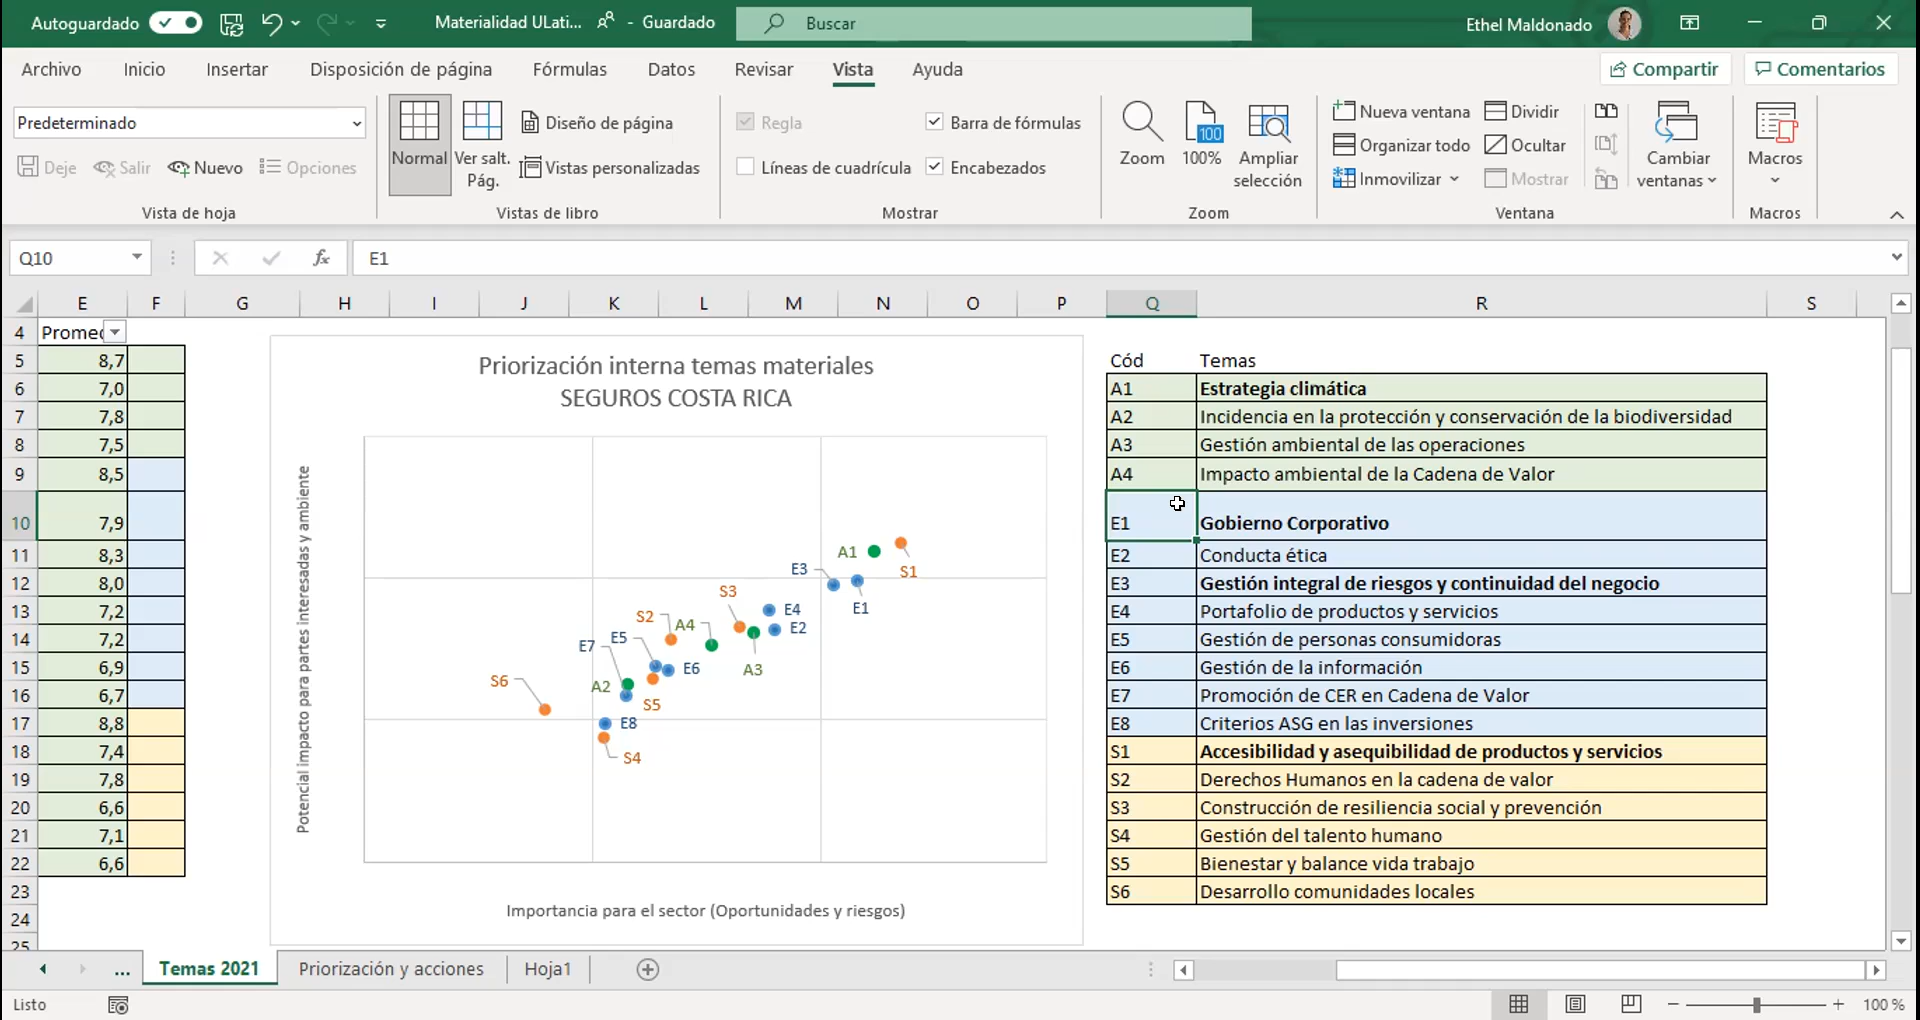 Autoguardado
Materialidad ULati... - Guardado
Buscar
Ethel Maldonado
Archivo Inicio Insertar Disposición de página Fórmulas Datos Revisar Vista Ayuda
Compartir Comentarios
Predeterminado
Deje Salir Nuevo Opciones
Vista de hoja
Normal
Ver salt. Pág.
Diseño de página
Vistas personalizadas
Vistas de libro
Regla
Barra de fórmulas
Líneas de cuadrícula
Encabezados
Mostrar
Zoom
100
100%
Ampliar selección
Zoom
Nueva ventana
Organizar todo
Inmovilizar
Dividir
Ocultar
Mostrar
Cambiar ventanas
Ventana
Macros
Macros
Q10
fx
E1
E F G H I J K L M N O P Q R S
4 Promed
5 8,7
6 7,0
7 7,8
8 7,5
9 8,5
10 7,9
11 8,3
12 8,0
13 7,2
14 7,2
15 6,9
16 6,7
17 8,8
18 7,4
19 7,8
20 6,6
21 7,1
22 6,6
23
24
25
Priorización interna temas materiales
SEGUROS COSTA RICA
Potencial impacto para partes interesadas y ambiente
A1
S1
E3
E1
S3
E4
S2
A4
E2
E5
E7
A3
E6
S6
A2
S5
E8
S4
Importancia para el sector (Oportunidades y riesgos)
Cód Temas
A1 Estrategia climática
A2 Incidencia en la protección y conservación de la biodiversidad
A3 Gestión ambiental de las operaciones
A4 Impacto ambiental de la Cadena de Valor
E1 Gobierno Corporativo
E2 Conducta ética
E3 Gestión integral de riesgos y continuidad del negocio
E4 Portafolio de productos y servicios
E5 Gestión de personas consumidoras
E6 Gestión de la información
E7 Promoción de CER en Cadena de Valor
E8 Criterios ASG en las inversiones
S1 Accesibilidad y asequibilidad de productos y servicios
S2 Derechos Humanos en la cadena de valor
S3 Construcción de resiliencia social y prevención
S4 Gestión del talento humano
S5 Bienestar y balance vida trabajo
S6 Desarrollo comunidades locales
... Temas 2021 Priorización y acciones Hoja1
Listo
100 %